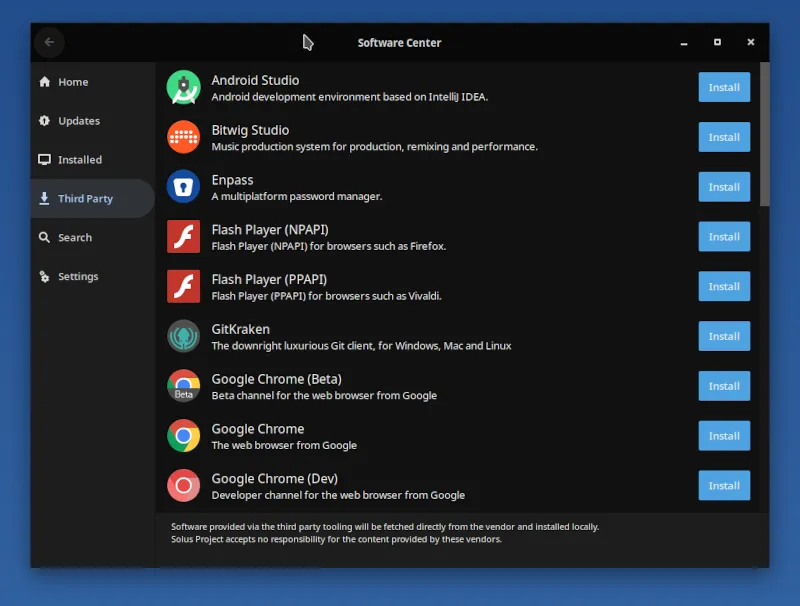 Software Center
Home
Updates
Installed
Third Party
Search
Settings
Android Studio
Android development environment based on IntelliJ IDEA.
Install
Bitwig Studio
Music production system for production, remixing and performance.
Install
Enpass
A multiplatform password manager.
Install
Flash Player (NPAPI)
Flash Player (NPAPI) for browsers such as Firefox.
Install
Flash Player (PPAPI)
Flash Player (PPAPI) for browsers such as Vivaldi.
Install
GitKraken
The downright luxurious Git client, for Windows, Mac and Linux
Install
Google Chrome (Beta)
Beta
Beta channel for the web browser from Google
Install
Google Chrome
The web browser from Google
Install
Google Chrome (Dev)
Developer channel for the web browser from Google
Install
Software provided via the third party tooling will be fetched directly from the vendor and installed locally.
Solus Project accepts no responsibility for the content provided by these vendors.